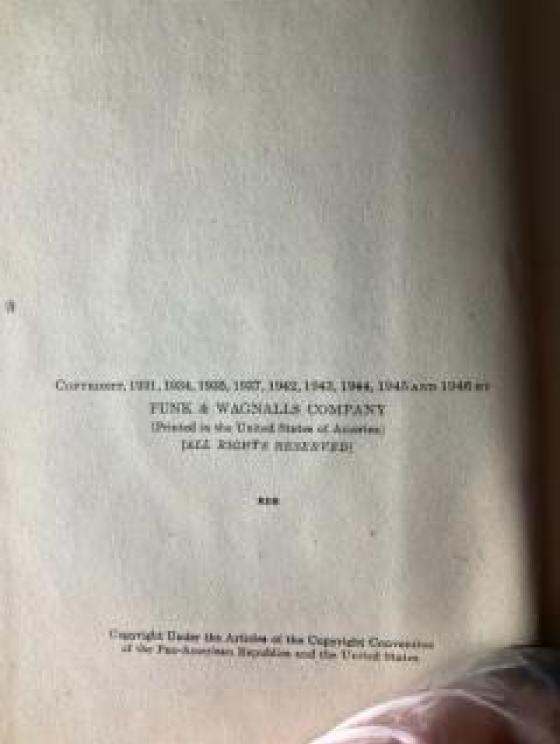 COPYRIGHT, 1931, 1934, 1935, 1937, 1942, 1943, 1944, 1945 AND 1946 BY
FUNK & WAGNALLS COMPANY
(Printed in the United States of America)
[ALL RIGHTS RESERVED]
Copyright Under the Articles of the Copyright Convention
of the Pan-American Republics and the United States